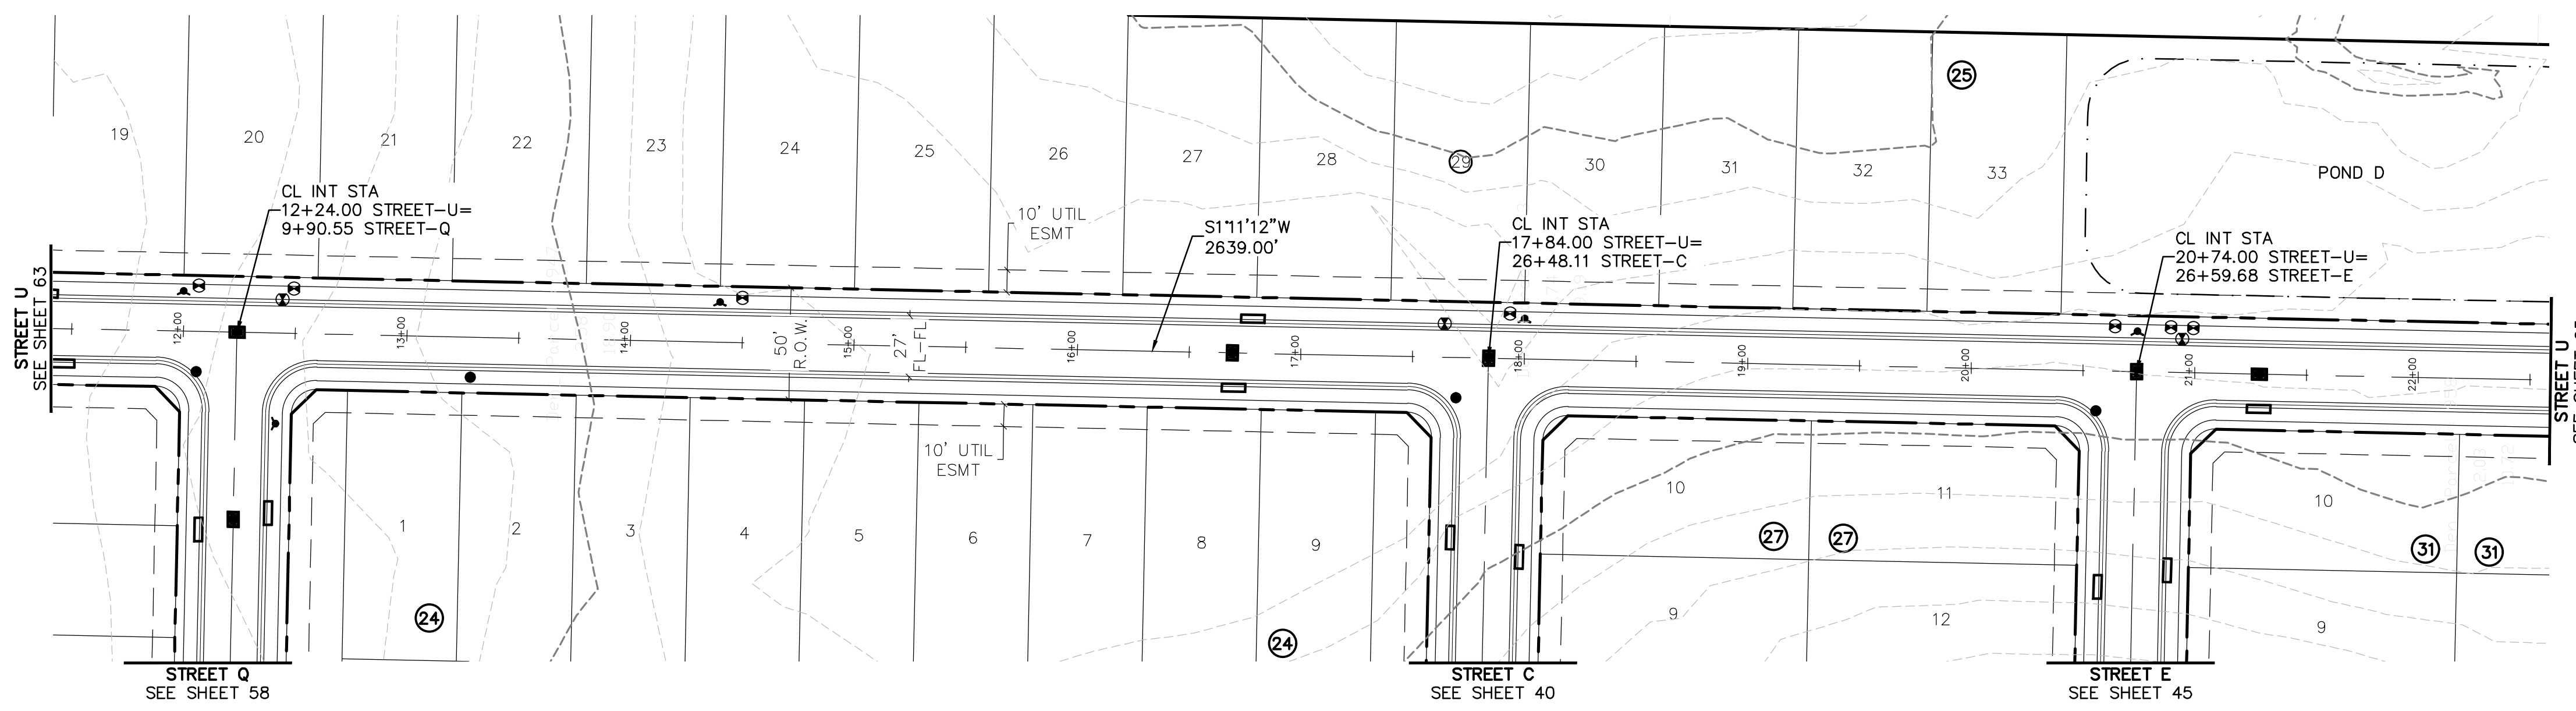 25
19
20
21
22
23
24
25
26
27
28
29
30
31
32
33
POND D
CL INT STA
12+24.00 STREET-U=
9+90.55 STREET-Q
10' UTIL
ESMT
S1°11'12"W
2639.00'
CL INT STA
17+84.00 STREET-U=
26+48.11 STREET-C
CL INT STA
20+74.00 STREET-U=
26+59.68 STREET-E
STREET U
SEE SHEET 63
12+00
13+00
14+00
50'
R.O.W.
15+00
27'
FL-FL
16+00
17+00
18+00
19+00
20+00
21+00
22+00
STREET U
10' UTIL
ESMT
1
2
3
4
5
6
7
8
9
10
11
10
27
27
31
31
24
24
9
12
9
STREET Q
SEE SHEET 58
STREET C
SEE SHEET 40
STREET E
SEE SHEET 45